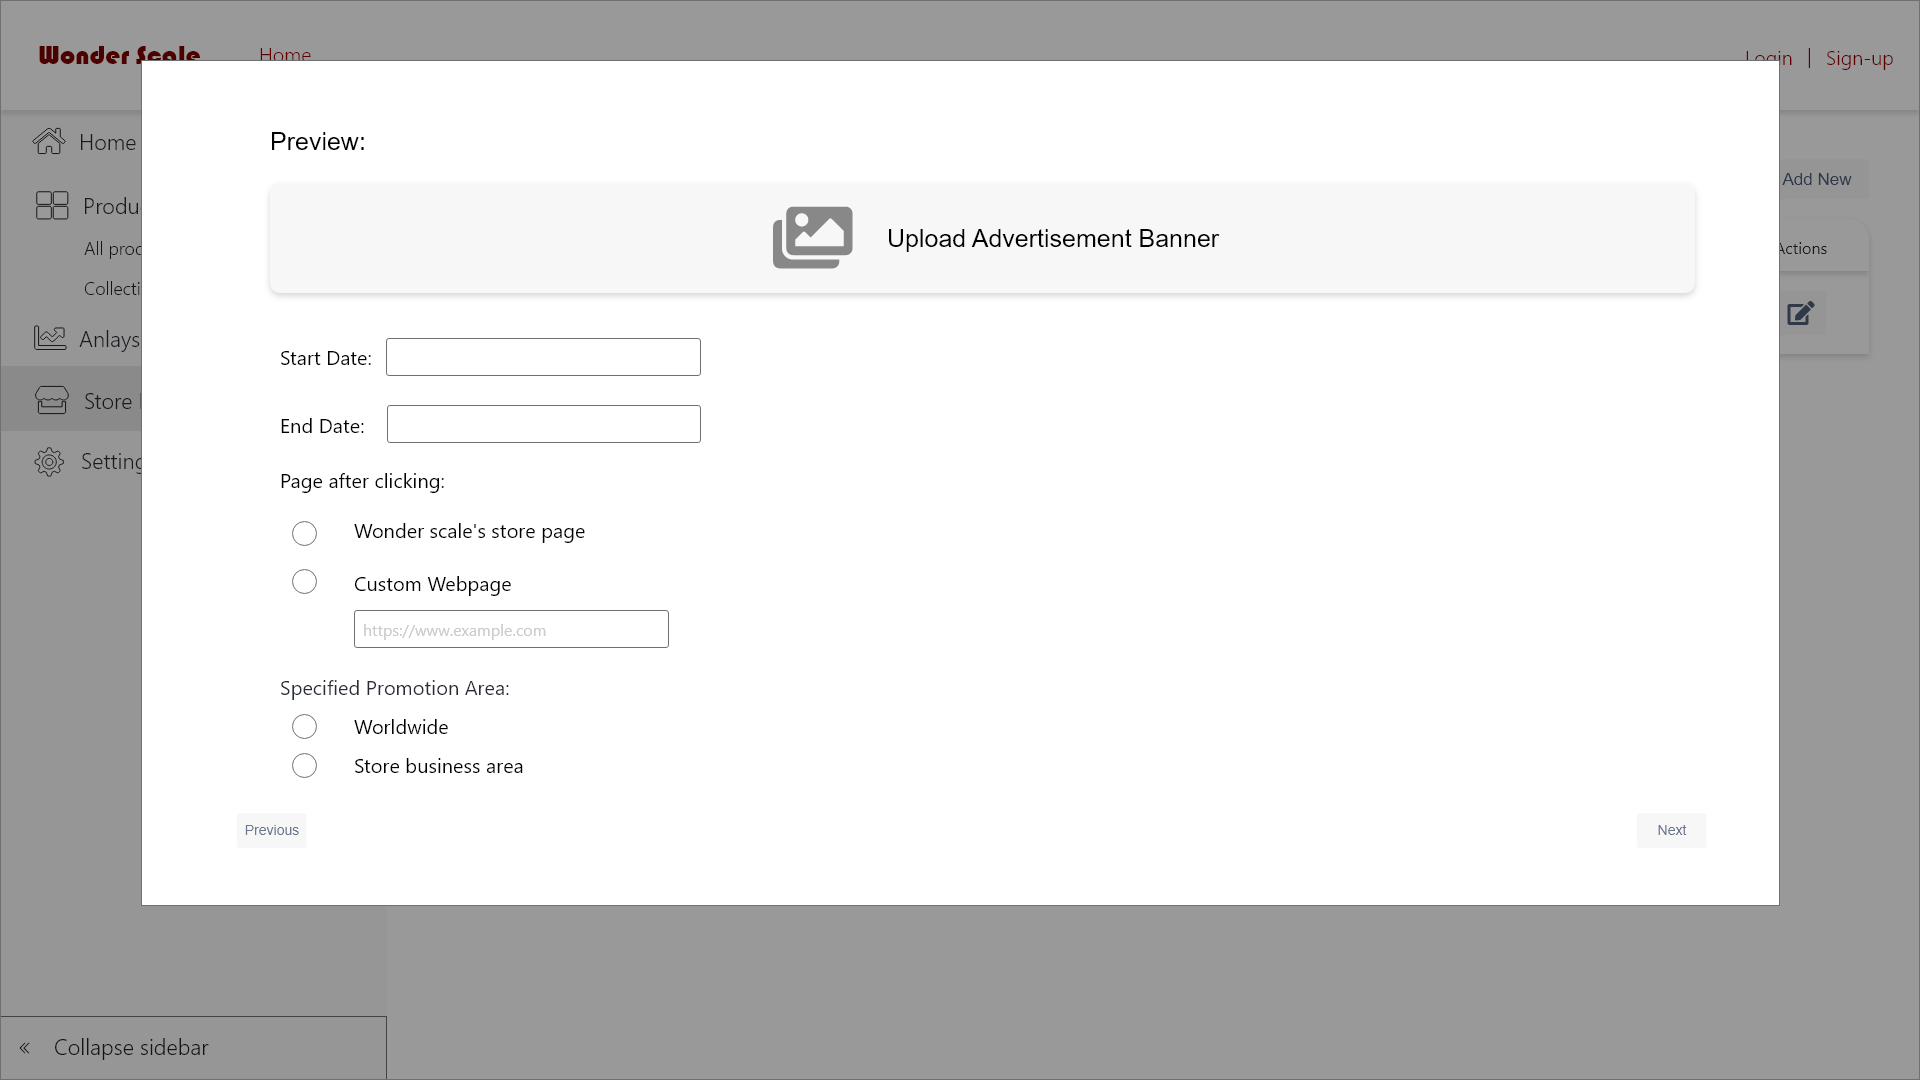 Wonder Scale Home Login | Sign-up
Home
Preview:
Add New
Produ
Upload Advertisement Banner
All proc
Actions
Collecti
Anlays
Start Date:
Store
End Date:
Setting
Page after clicking:
Wonder scale's store page
Custom Webpage
https://www.example.com
Specified Promotion Area:
Worldwide
Store business area
Previous Next
« Collapse sidebar